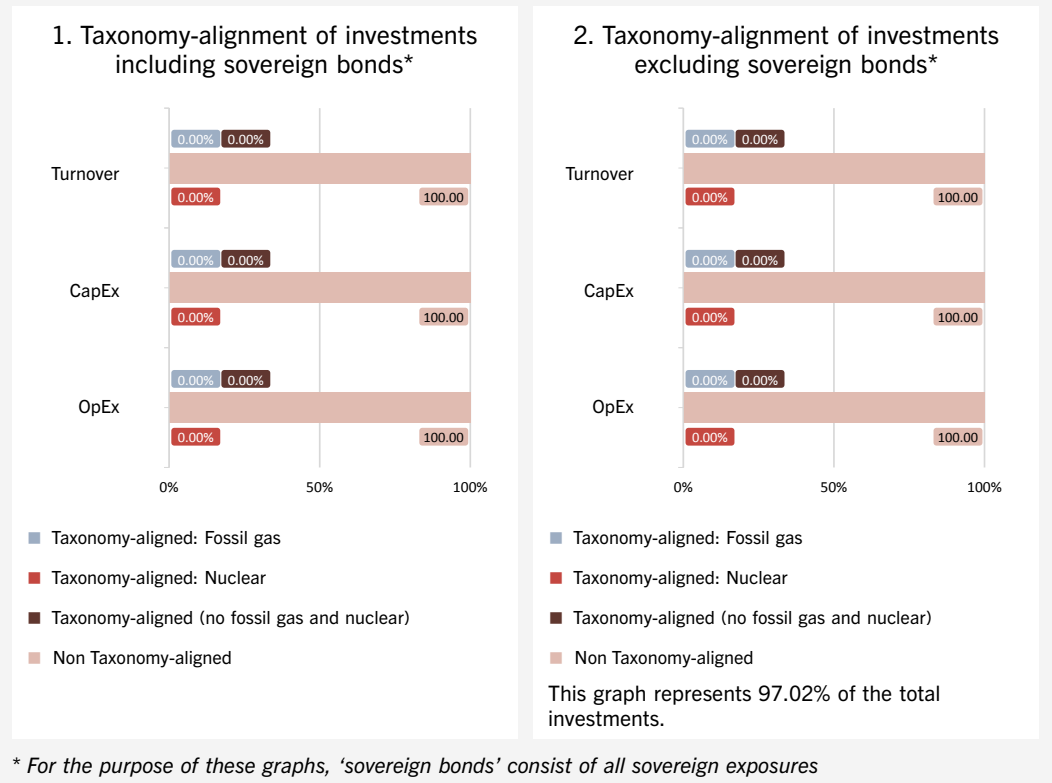 1. Taxonomy-alignment of investments
including sovereign bonds*
0.00% 0.00%
Turnover
0.00% 100.00
0.00% 0.00%
CapEx
0.00% 100.00
0.00% 0.00%
OpEx
0.00% 100.00
0% 50% 100%
Taxonomy-aligned: Fossil gas
Taxonomy-aligned: Nuclear
Taxonomy-aligned (no fossil gas and nuclear)
Non Taxonomy-aligned
2. Taxonomy-alignment of investments
excluding sovereign bonds*
0.00% 0.00%
Turnover
0.00% 100.00
0.00% 0.00%
CapEx
0.00% 100.00
0.00% 0.00%
OpEx
0.00% 100.00
0% 50% 100%
Taxonomy-aligned: Fossil gas
Taxonomy-aligned: Nuclear
Taxonomy-aligned (no fossil gas and nuclear)
Non Taxonomy-aligned
This graph represents 97.02% of the total
investments.
* For the purpose of these graphs, ‘sovereign bonds’ consist of all sovereign exposures